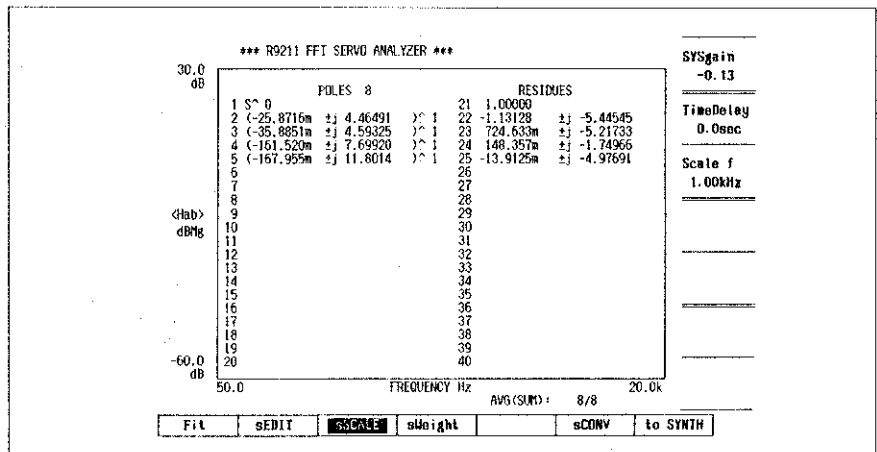 *** R9211 FFT SERVO ANALYZER ***
30.0
dB
POLES 8 RESIDUES
1 S^ 0 21 1.00000
2 (-25.8716m ±j 4.46491 )^ 1 22 -1.13128 ±j -5.44545
3 (-35.8851m ±j 4.59325 )^ 1 23 724.633m ±j -5.21733
4 (-161.520m ±j 7.69920 )^ 1 24 148.357m ±j -1.74966
5 (-167.955m ±j 11.8014 )^ 1 25 -13.9125m ±j -4.97691
6 26
7 27
8 28
<Hab> 9 29
dBMg 10 30
11 31
12 32
13 33
14 34
15 35
16 36
17 37
18 38
19 39
-60.0 20 40
dB
50.0 FREQUENCY Hz 20.0k
AVG(SUM): 8/8
SYSgain
-0.13
TimeDelay
0.0sec
Scale f
1.00kHz
Fit sEDIT sSCALE sWeight sCONV to SYNTH